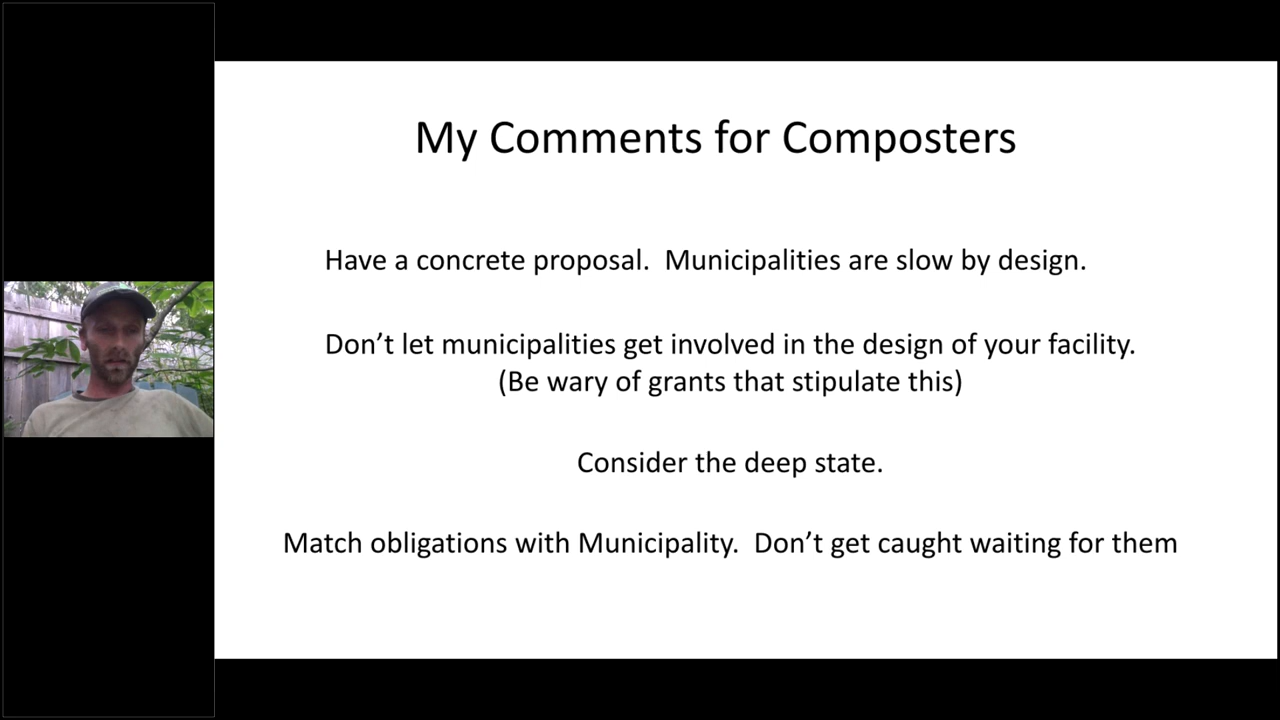 My Comments for Composters
Have a concrete proposal.  Municipalities are slow by design.
Don’t let municipalities get involved in the design of your facility.
(Be wary of grants that stipulate this)
Consider the deep state.
Match obligations with Municipality.  Don’t get caught waiting for them